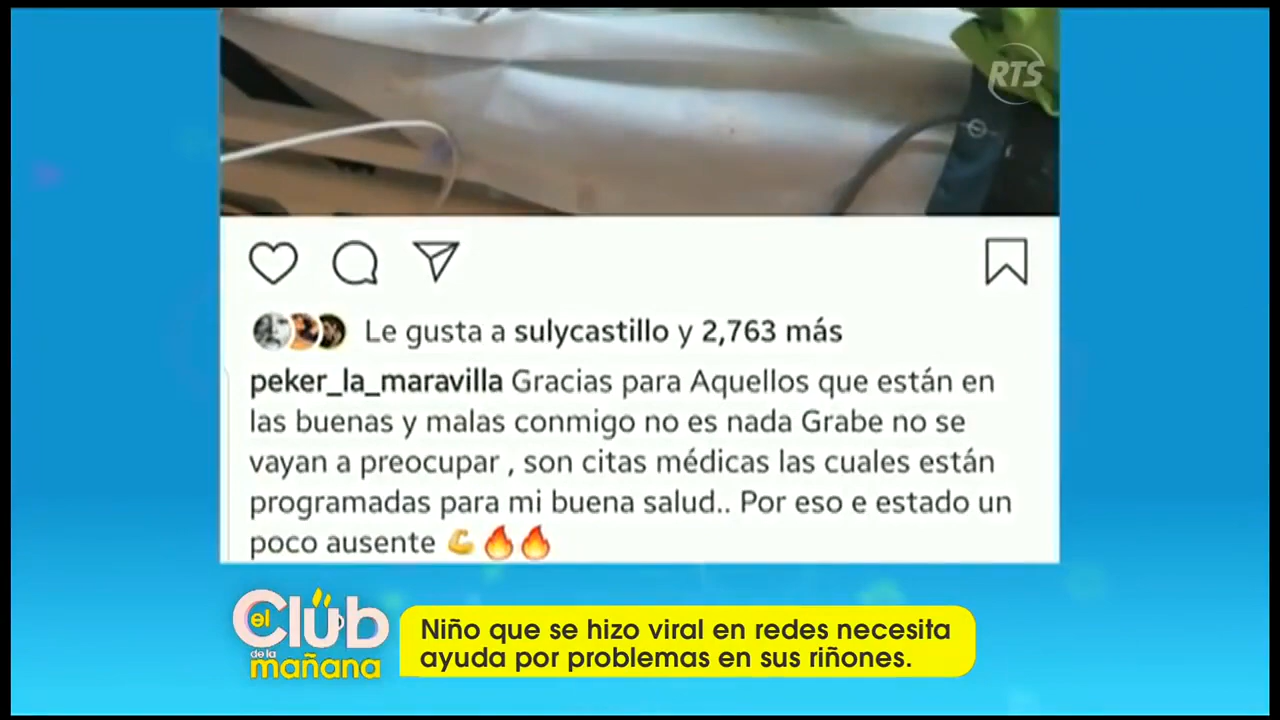 RTS
Le gusta a sulycastillo y 2,763 más
peker_la_maravilla Gracias para Aquellos que están en
las buenas y malas conmigo no es nada Grabe no se
vayan a preocupar , son citas médicas las cuales están
programadas para mi buena salud.. Por eso e estado un
poco ausente 💪🔥🔥
el Club
de la
mañana
Niño que se hizo viral en redes necesita
ayuda por problemas en sus riñones.